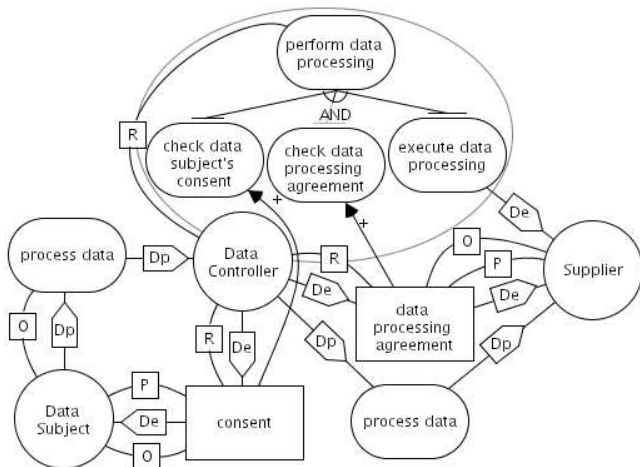 perform data
processing
AND
R
check data
subject's
consent
check data
processing
agreement
execute data
processing
+
+
De
process data
Dp
Data
Controller
R
De
O
P
De
Supplier
O
Dp
R
De
Dp
data
processing
agreement
Dp
Data
Subject
P
De
O
consent
process data